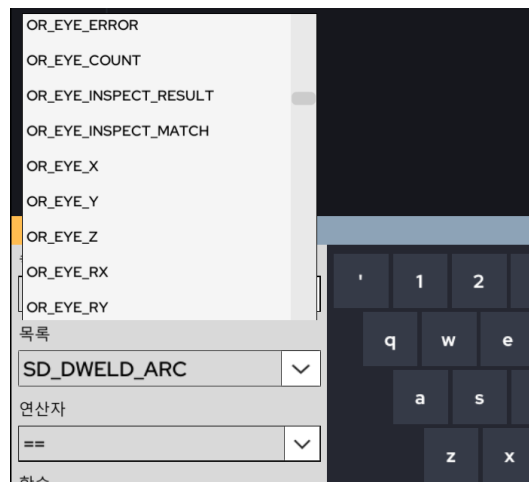 OR_EYE_ERROR
OR_EYE_COUNT
OR_EYE_INSPECT_RESULT
OR_EYE_INSPECT_MATCH
OR_EYE_X
OR_EYE_Y
OR_EYE_Z
OR_EYE_RX
OR_EYE_RY
목록
SD_DWELD_ARC
연산자
==
' 1 2
q w e
a s
z x